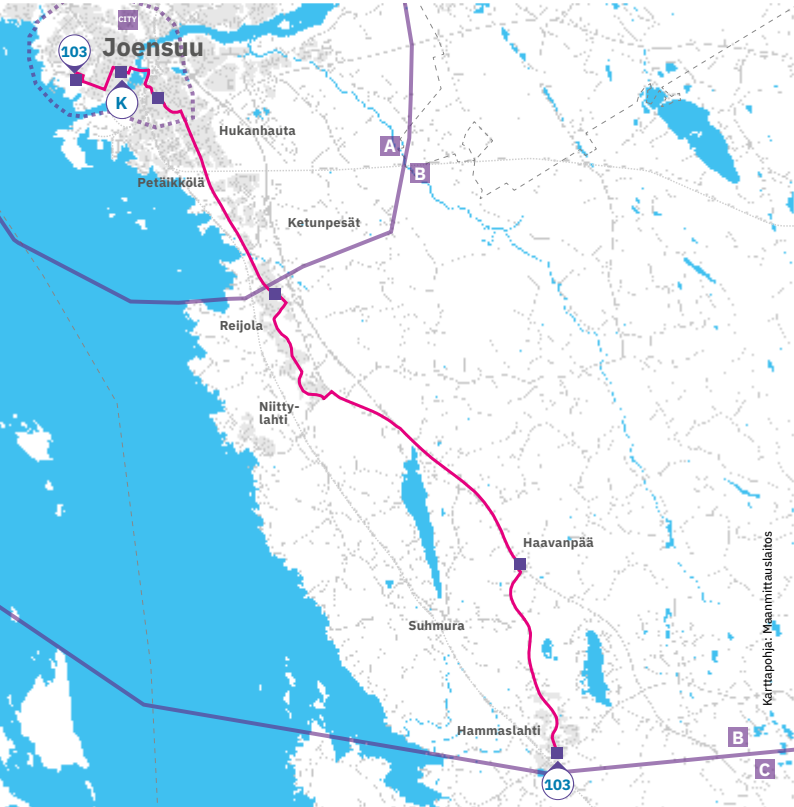 CITY
103
Joensuu
K
Hukanhauta
A
B
Petäikkölä
Ketunpesät
Reijola
Niitty-
lahti
Haavanpää
Karttapohja: Maanmittauslaitos
Suhmura
Hammaslahti
B
C
103